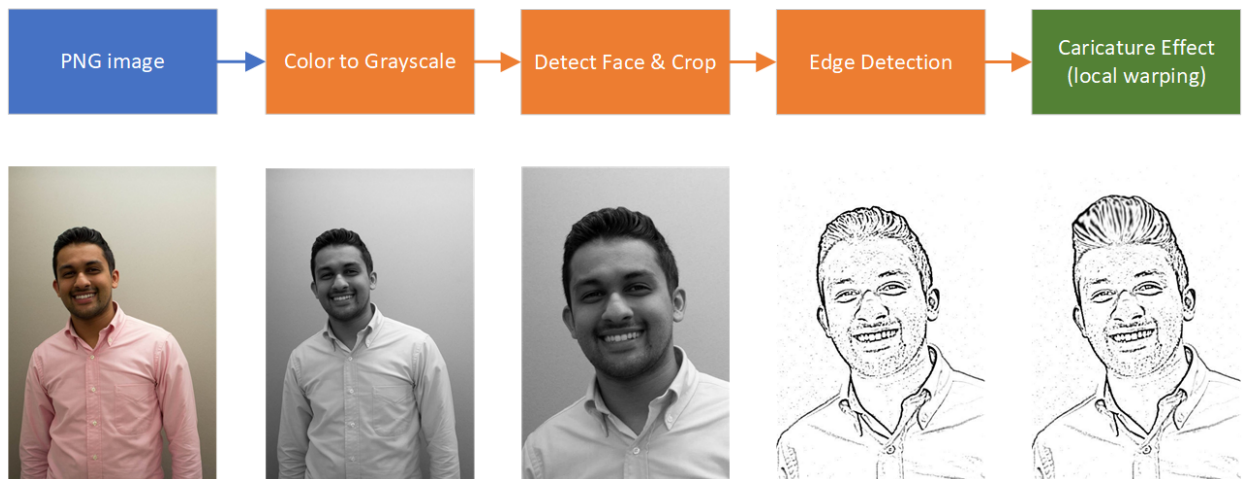 PNG image
Color to Grayscale
Detect Face & Crop
Edge Detection
Caricature Effect
(local warping)